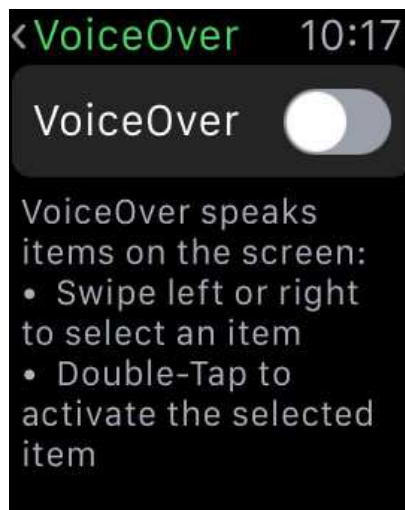 <VoiceOver 10:17
VoiceOver
VoiceOver speaks
items on the screen:
• Swipe left or right
to select an item
• Double-Tap to
activate the selected
item